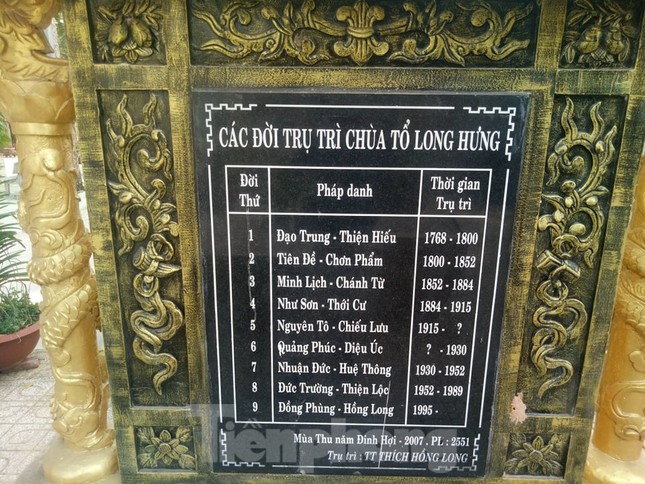 CÁC ĐỜI TRỤ TRÌ CHÙA TỔ LONG HƯNG
Đời Thứ Pháp danh Thời gian Trụ trì
1 Đạo Trung - Thiện Hiếu 1768 - 1800
2 Tiên Đề - Chơn Phẩm 1800 - 1852
3 Minh Lịch - Chánh Từ 1852 - 1884
4 Như Sơn - Thới Cư 1884 - 1915
5 Nguyên Tô - Chiếu Lưu 1915 - ?
6 Quảng Phúc - Diệu Úc ? - 1930
7 Nhuận Đức - Huệ Thông 1930 - 1952
8 Đức Trường - Thiện Lộc 1952 - 1989
9 Đồng Phùng - Hồng Long 1995 -
Mùa Thu năm Đinh Hợi - 2007 . PL : 2551
Trụ trì : TT THÍCH HỒNG LONG
Tiền phong